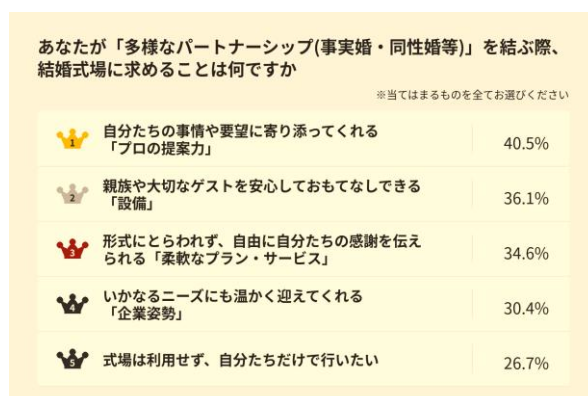 あなたが「多様なパートナーシップ(事実婚・同性婚等)」を結ぶ際、
結婚式場に求めることは何ですか
※当てはまるものを全てお選びください
1
自分たちの事情や要望に寄り添ってくれる
「プロの提案力」
40.5%
2
親族や大切なゲストを安心しておもてなしできる
「設備」
36.1%
3
形式にとらわれず、自由に自分たちの感謝を伝え
られる「柔軟なプラン・サービス」
34.6%
4
いかなるニーズにも温かく迎えてくれる
「企業姿勢」
30.4%
5
式場は利用せず、自分たちだけで行いたい
26.7%